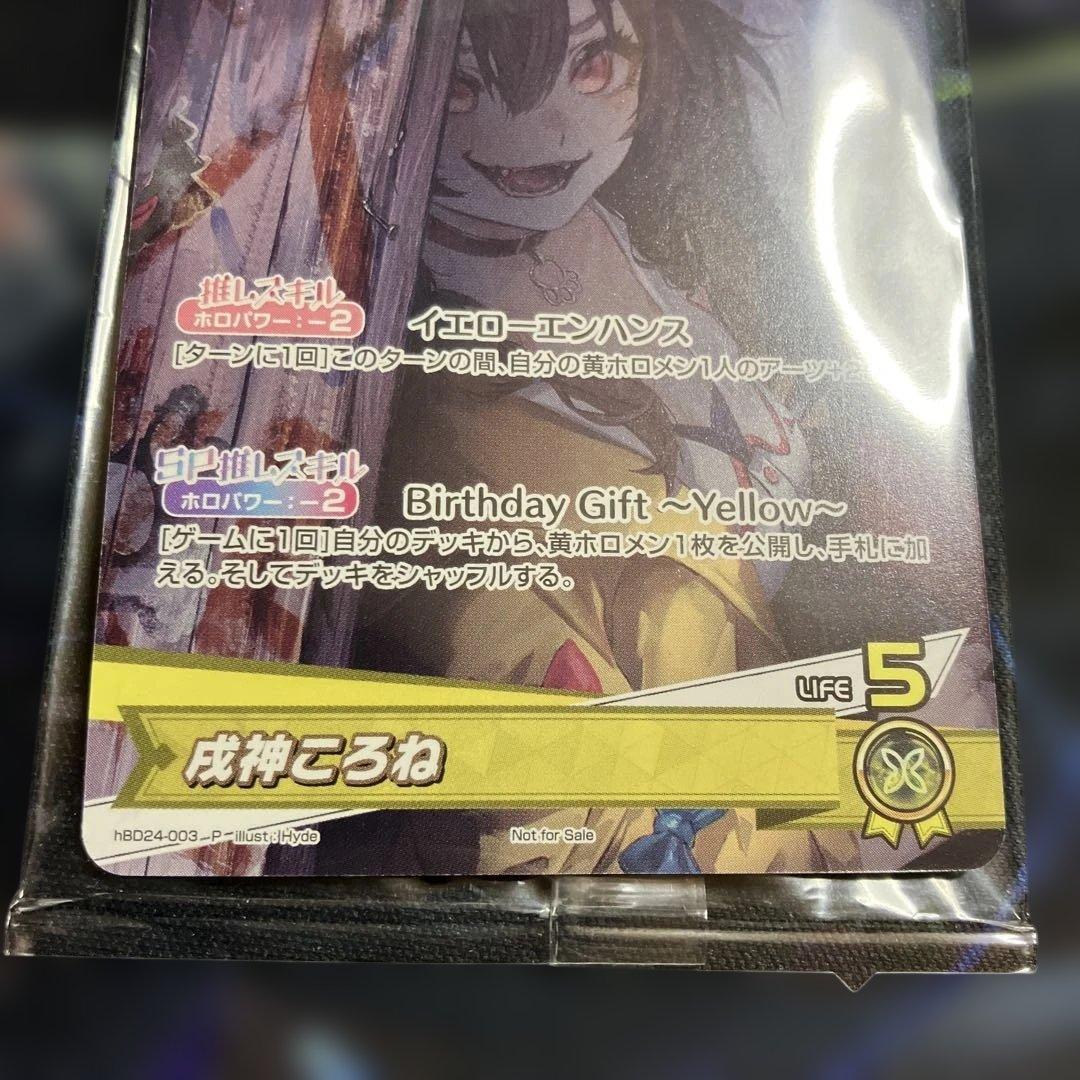 推しスキル
ホロパワー：－2
イエローエンハンス
[ターンに1回]このターンの間、自分の黄ホロメン1人のアーツ+2
SP推しスキル
ホロパワー：－2
Birthday Gift ～Yellow～
[ゲームに1回]自分のデッキから、黄ホロメン1枚を公開し、手札に加
える。そしてデッキをシャッフルする。
LIFE 5
戌神ころね
hBD24-003 P illust：Hyde
Not for Sale